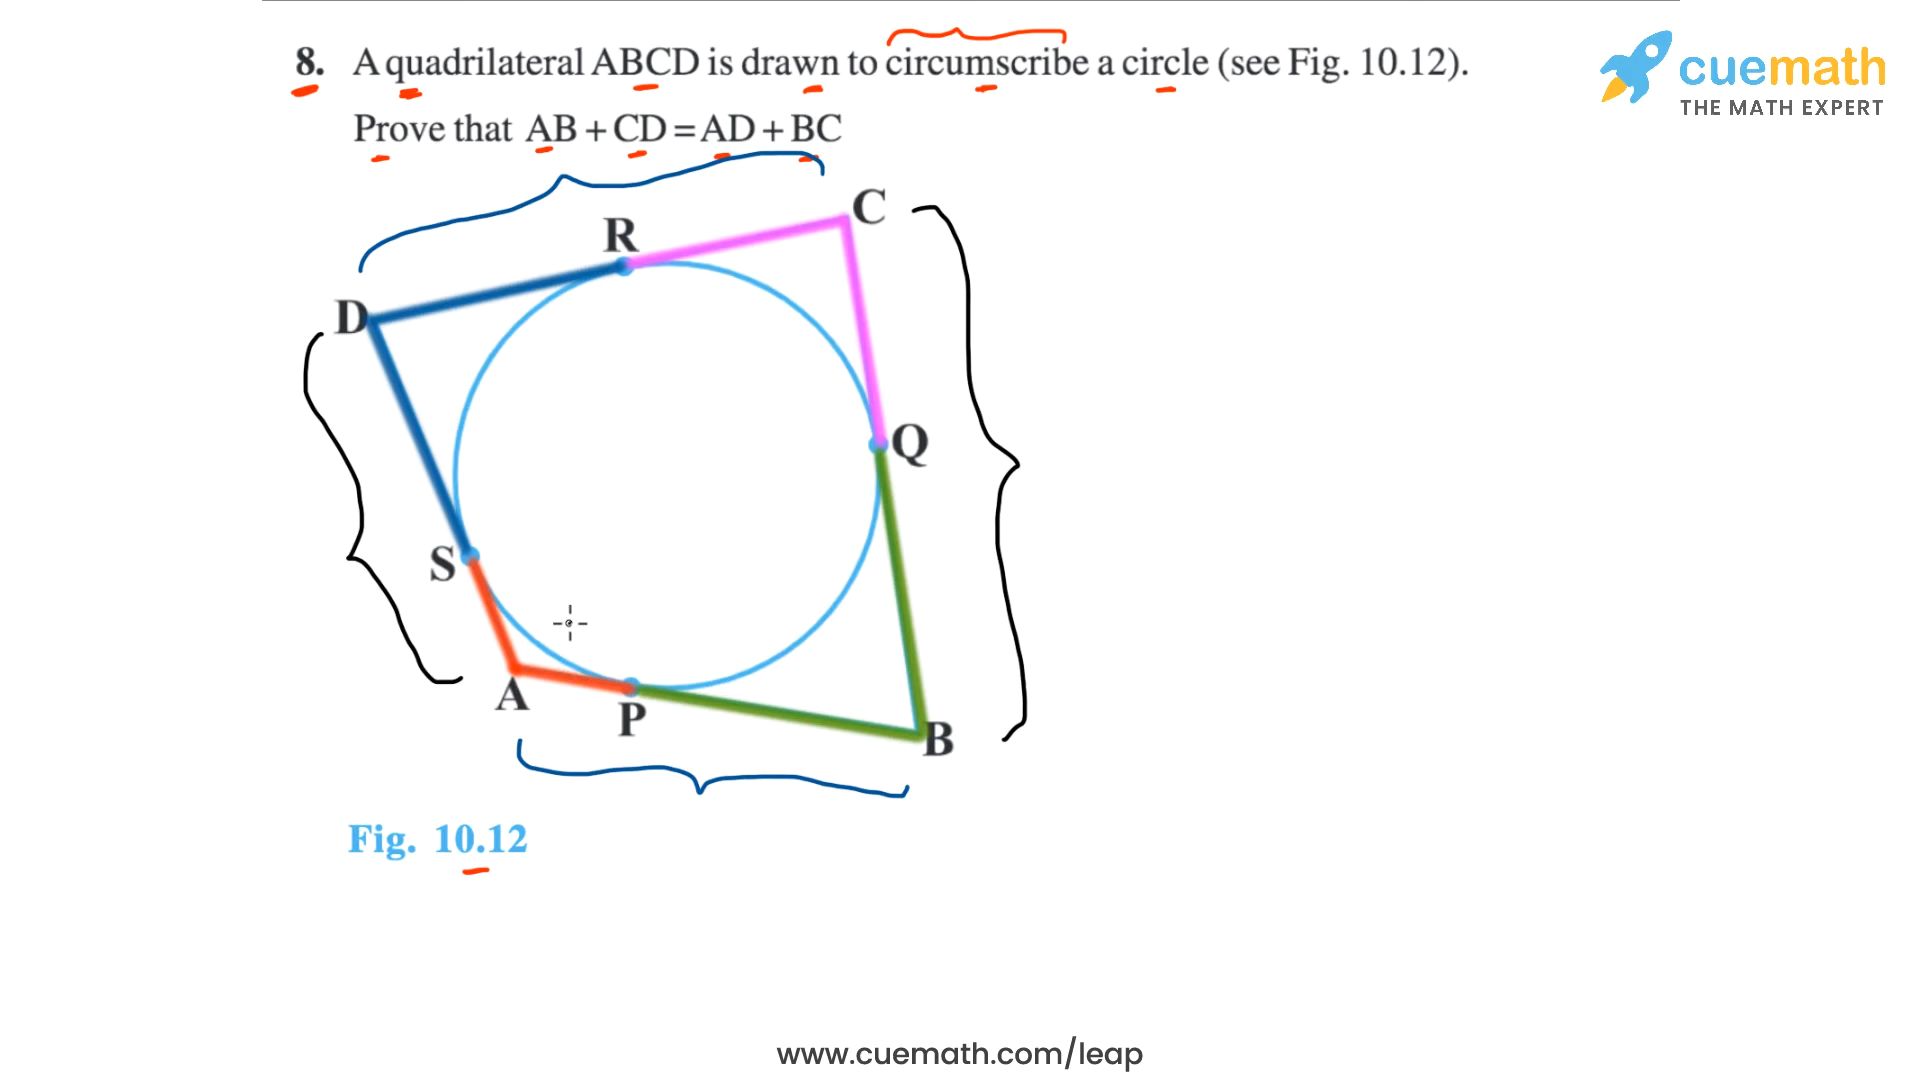 8. A quadrilateral ABCD is drawn to circumscribe a circle (see Fig. 10.12).
Prove that AB + CD = AD + BC
cuemath
THE MATH EXPERT
C
R
D
Q
S
A
P
B
Fig. 10.12
www.cuemath.com/leap